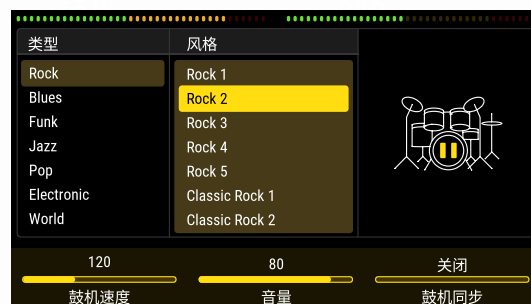 类型 风格
Rock Rock 1
Blues Rock 2
Funk Rock 3
Jazz Rock 4
Pop Rock 5
Electronic Classic Rock 1
World Classic Rock 2
120 80 关闭
鼓机速度 音量 鼓机同步